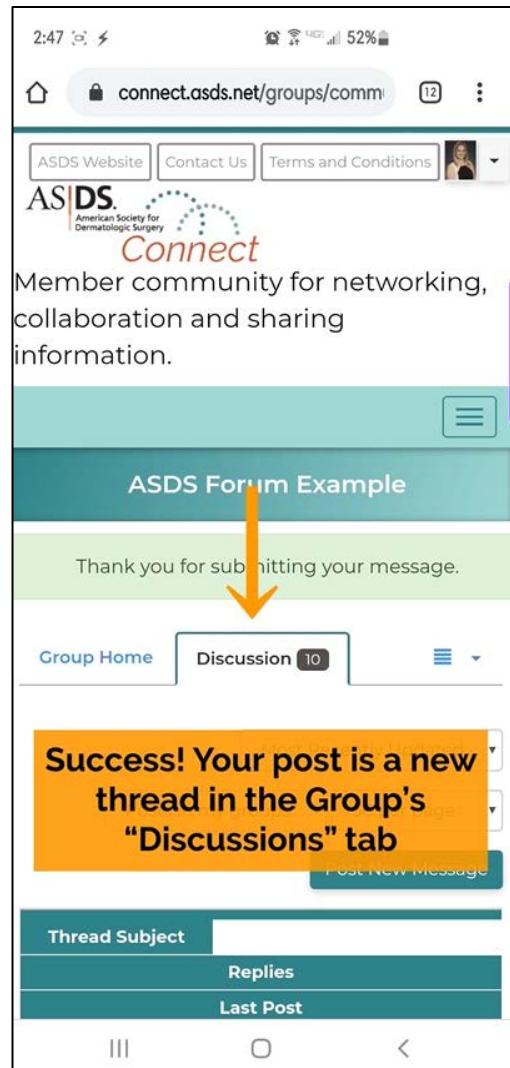 2:47 52%
connect.asds.net/groups/comm 12
ASDS Website Contact Us Terms and Conditions
ASDS
American Society for
Dermatologic Surgery
Connect
Member community for networking,
collaboration and sharing
information.
ASDS Forum Example
Thank you for submitting your message.
Group Home Discussion 10
Success! Your post is a new
thread in the Group’s
“Discussions” tab
Post New Message
Thread Subject
Replies
Last Post